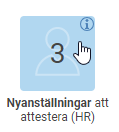 i
3
Nyanställningar att
attestera (HR)